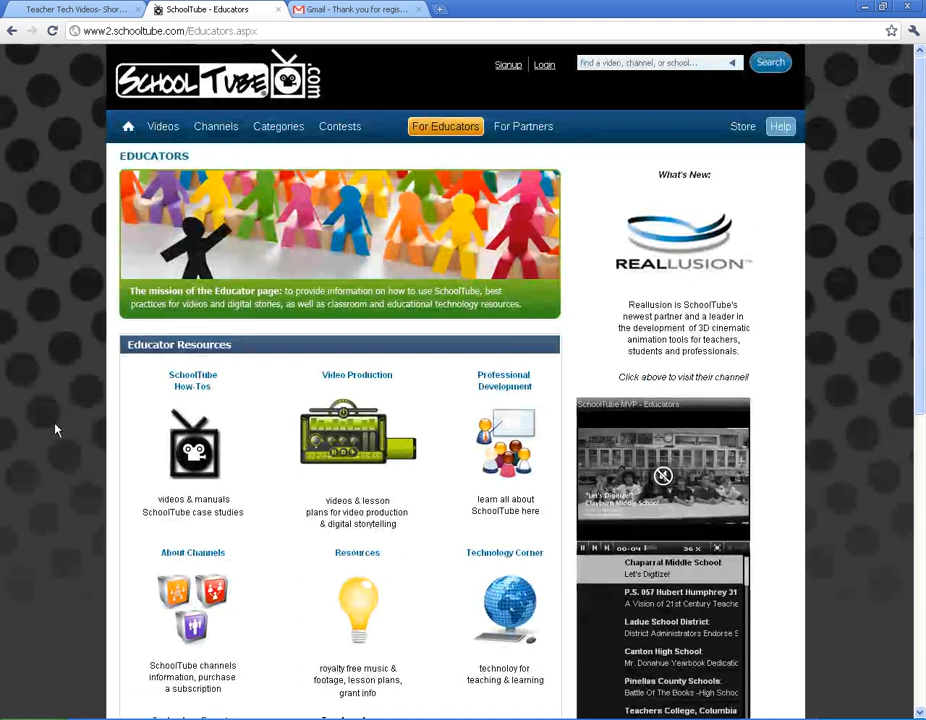 Teacher Tech Videos- Shor...
SchoolTube - Educators
Gmail - Thank you for regis...
www2.schooltube.com/Educators.aspx
SCHOOLTUBE.com
Signup
Login
find a video, channel, or school...
Search
Videos
Channels
Categories
Contests
For Educators
For Partners
Store
Help
EDUCATORS
The mission of the Educator page: to provide information on how to use SchoolTube, best
practices for videos and digital stories, as well as classroom and educational technology resources.
What's New:
REALLUSION
Reallusion is SchoolTube's
newest partner and a leader in
the development of 3D cinematic
animation tools for teachers,
students and professionals.
Click above to visit their channel!
Educator Resources
SchoolTube
How-Tos
videos & manuals
SchoolTube case studies
Video Production
videos & lesson
plans for video production
& digital storytelling
Professional
Development
learn all about
SchoolTube here
About Channels
SchoolTube channels
information, purchase
a subscription
Resources
royalty free music &
footage, lesson plans,
grant info
Technology Corner
technoloy for
teaching & learning
SchoolTube MVP - Educators
"Let's Digitize!"
Clayburn Middle School
00:04
36 %
Chaparral Middle School:
Let's Digitize!
P.S. 057 Hubert Humphrey 31
A Vision of 21st Century Teache
Ladue School District:
District Administrators Endorse S
Canton High School:
Mr. Donahue Yearbook Dedicatio
Pinellas County Schools:
Battle Of The Books -High Schoo
Teachers College, Columbia